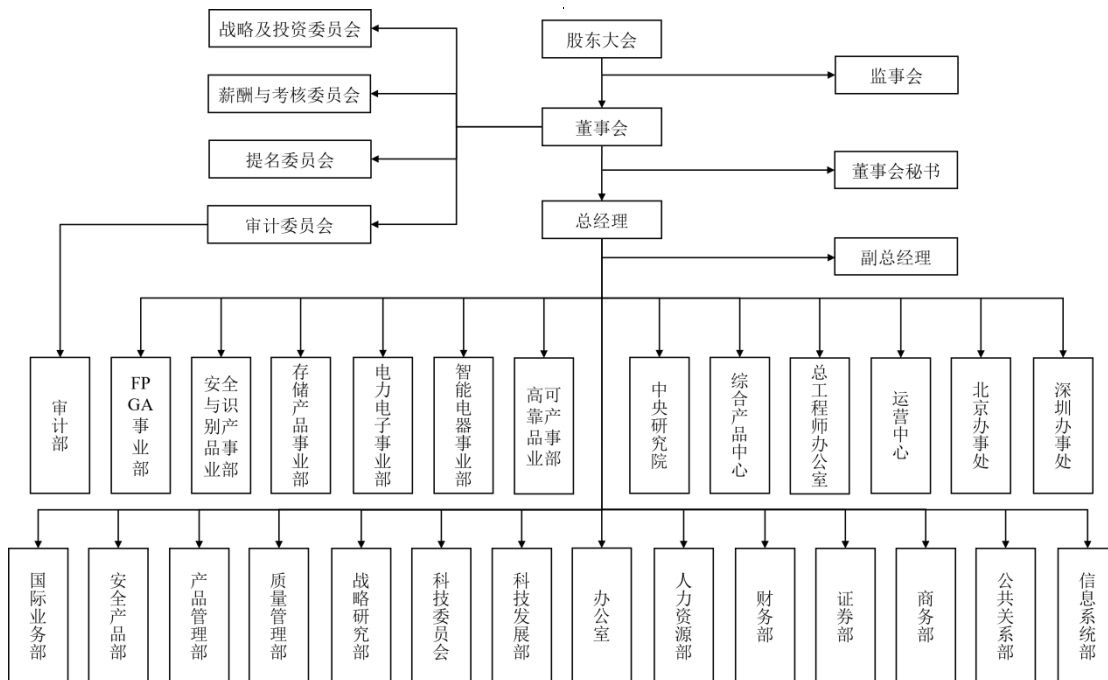 战略及投资委员会
股东大会
监事会
薪酬与考核委员会
董事会
提名委员会
董事会秘书
审计委员会
总经理
副总经理
审计部
FPGA事业部
安全与识别产品事业部
存储产品事业部
电力电子事业部
智能电器事业部
高可靠产品事业部
中央研究院
综合产品中心
总工程师办公室
运营中心
北京办事处
深圳办事处
国际业务部
安全产品部
产品管理部
质量管理部
战略研究部
科技委员会
科技发展部
办公室
人力资源部
财务部
证券部
商务部
公共关系部
信息系统部